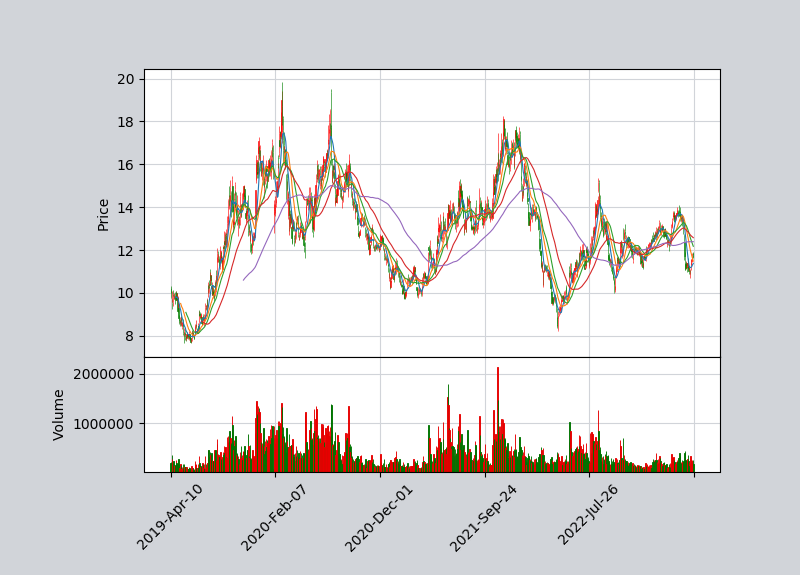 20
18
16
14
12
10
8
Price
2000000
1000000
Volume
2019-Apr-10
2020-Feb-07
2020-Dec-01
2021-Sep-24
2022-Jul-26